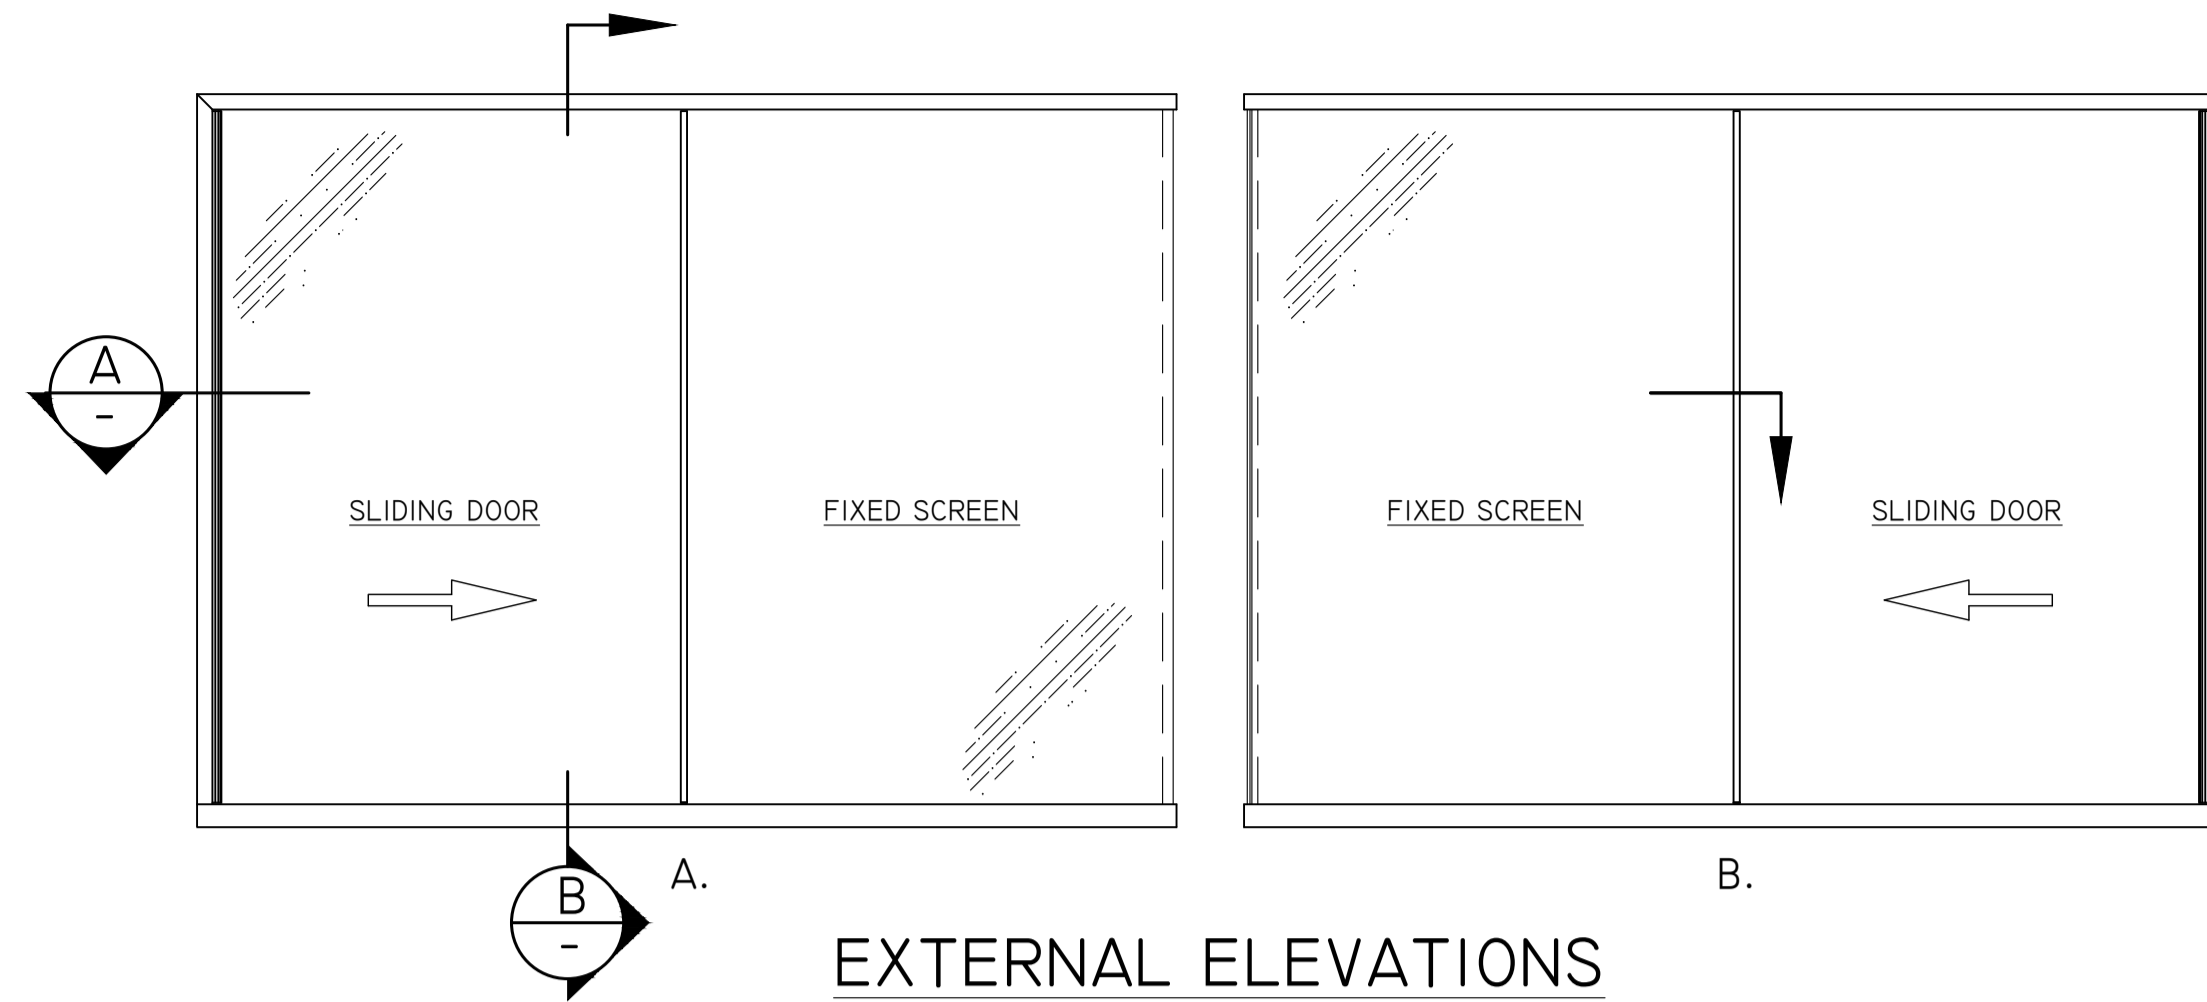 A
-
SLIDING DOOR
FIXED SCREEN
FIXED SCREEN
SLIDING DOOR
A.
B.
B
-
EXTERNAL ELEVATIONS